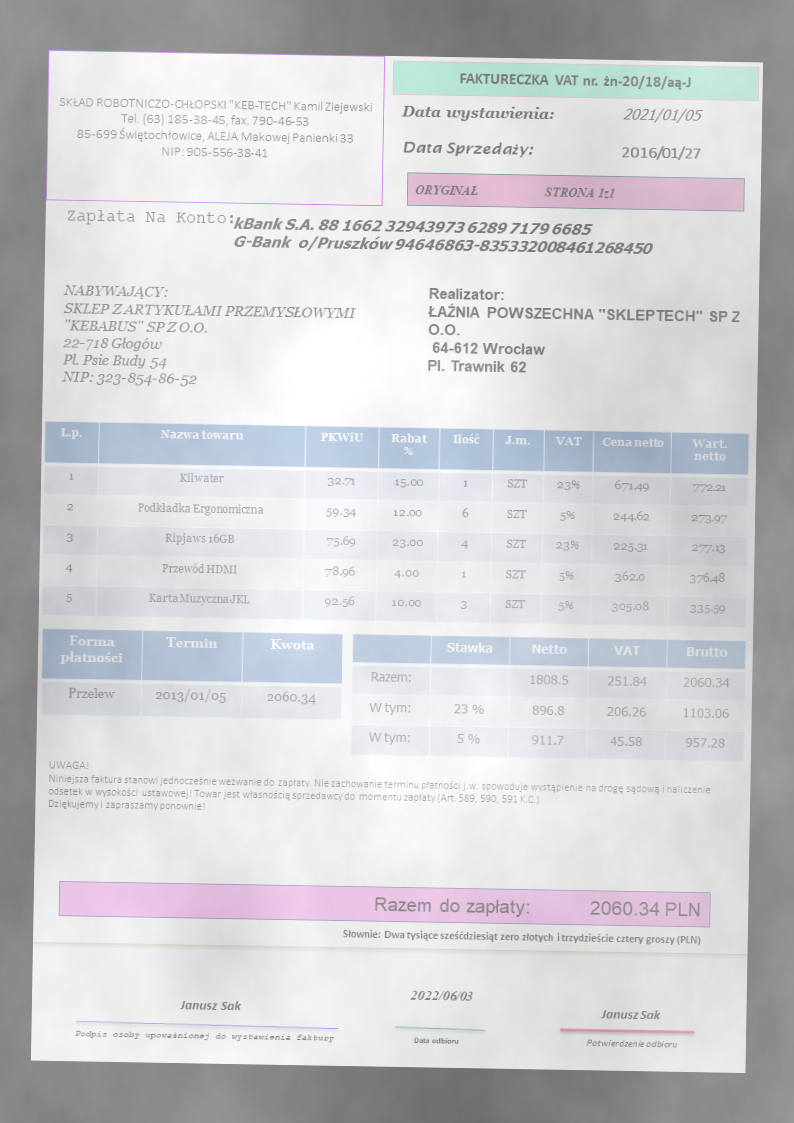 SKŁAD ROBOTNICZO-CHŁOPSKI "KEB-TECH" Kamil Ziejewski
Tel. (63) 185-38-45, fax. 790-46-53
85-699 Świętochłowice, ALEJA Makowej Panienki 33
NIP: 905-556-38-41
FAKTURECZKA VAT nr. żn-20/18/aą-J
Data wystawienia: 2021/01/05
Data Sprzedaży: 2016/01/27
ORYGINAŁ STRONA 1z1
Zapłata Na Konto:
kBank S.A. 88 1662 32943973 6289 7179 6685
G-Bank o/Pruszków 94646863-835332008461268450
NABYWAJĄCY:
SKLEP Z ARTYKUŁAMI PRZEMYSŁOWYMI
"KEBABUS" SP Z O.O.
22-718 Głogów
Pl. Psie Budy 54
NIP: 323-854-86-52
Realizator:
ŁAŹNIA POWSZECHNA "SKLEPTECH" SP Z
O.O.
64-612 Wrocław
Pl. Trawnik 62
L.p. Nazwa towaru PKWiU Rabat % Ilość J.m. VAT Cena netto Wart. netto
1 Kilwater 32.71 15.00 1 SZT 23% 671.49 772.21
2 Podkładka Ergonomiczna 59.34 12.00 6 SZT 5% 244.62 273.97
3 Ripjaws 16GB 75.69 23.00 4 SZT 23% 225.31 277.13
4 Przewód HDMI 78.96 4.00 1 SZT 5% 362.0 376.48
5 Karta Muzyczna JKL 92.56 10.00 3 SZT 5% 305.08 335.59
Forma płatności Termin Kwota
Przelew 2013/01/05 2060.34
Stawka Netto VAT Brutto
Razem: 1808.5 251.84 2060.34
W tym: 23 % 896.8 206.26 1103.06
W tym: 5 % 911.7 45.58 957.28
UWAGA!
Niniejsza faktura stanowi jednocześnie wezwanie do zapłaty. Nie zachowanie terminu płatności j.w. spowoduje wystąpienie na drogę sądową i naliczenie
odsetek w wysokości ustawowej! Towar jest własnością sprzedawcy do momentu zapłaty (Art. 589, 590, 591 K.C.)
Dziękujemy i zapraszamy ponownie!
Razem do zapłaty: 2060.34 PLN
Słownie: Dwa tysiące sześćdziesiąt zero złotych i trzydzieście cztery groszy (PLN)
Janusz Sak
Podpis osoby upoważnionej do wystawienia faktury
2022/06/03
Data odbioru
Janusz Sak
Potwierdzenie odbioru